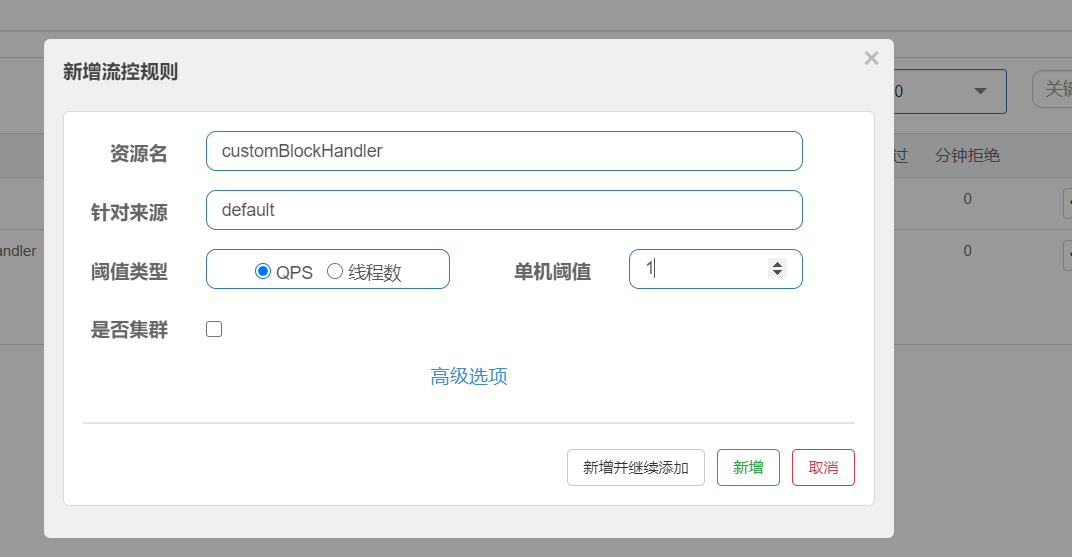 新增流控规则
×
0
关键
过
分钟拒绝
资源名
customBlockHandler
0
针对来源
default
andler
0
阈值类型
QPS
线程数
单机阈值
1
是否集群
高级选项
新增并继续添加
新增
取消